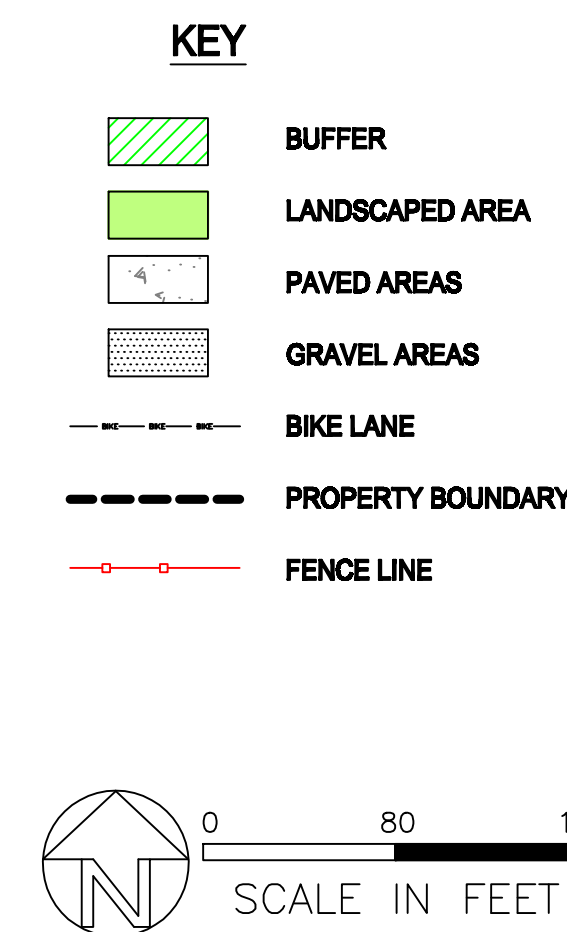 KEY
BUFFER
LANDSCAPED AREA
PAVED AREAS
GRAVEL AREAS
BIKE BIKE BIKE
BIKE LANE
PROPERTY BOUNDARY
FENCE LINE
N
0 80
SCALE IN FEET